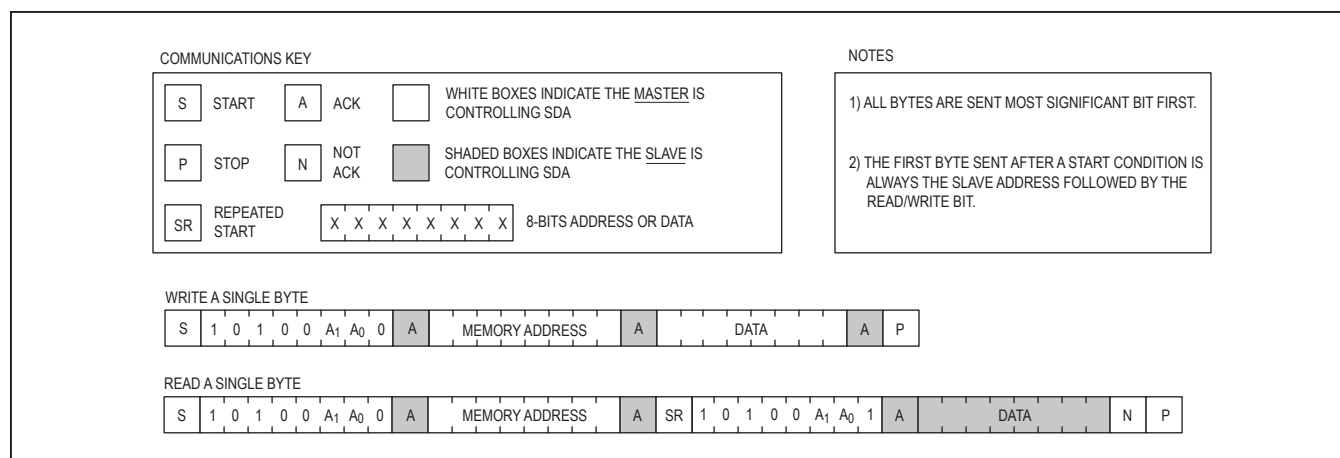 COMMUNICATIONS KEY
S START A ACK WHITE BOXES INDICATE THE MASTER IS
CONTROLLING SDA
P STOP N NOT
ACK SHADED BOXES INDICATE THE SLAVE IS
CONTROLLING SDA
SR REPEATED
START X X X X X X X X 8-BITS ADDRESS OR DATA
NOTES
1) ALL BYTES ARE SENT MOST SIGNIFICANT BIT FIRST.
2) THE FIRST BYTE SENT AFTER A START CONDITION IS
ALWAYS THE SLAVE ADDRESS FOLLOWED BY THE
READ/WRITE BIT.
WRITE A SINGLE BYTE
S 1 0 1 0 0 A1 A0 0 A MEMORY ADDRESS A DATA A P
READ A SINGLE BYTE
S 1 0 1 0 0 A1 A0 0 A MEMORY ADDRESS A SR 1 0 1 0 0 A1 A0 1 A DATA N P